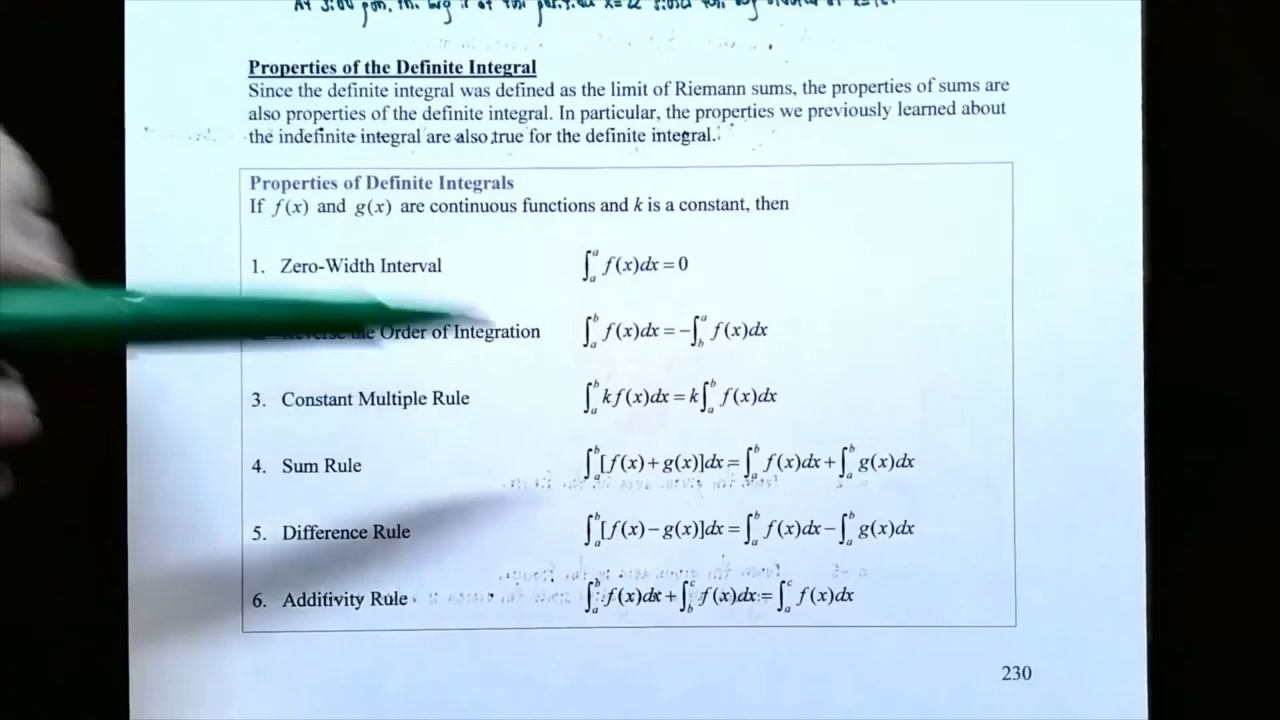 Properties of the Definite Integral
Since the definite integral was defined as the limit of Riemann sums, the properties of sums are
also properties of the definite integral. In particular, the properties we previously learned about
the indefinite integral are also true for the definite integral.
Properties of Definite Integrals
If f(x) and g(x) are continuous functions and k is a constant, then
1. Zero-Width Interval ∫_a^a f(x)dx = 0
Order of Integration ∫_a^b f(x)dx = −∫_b^a f(x)dx
3. Constant Multiple Rule ∫_a^b k f(x)dx = k∫_a^b f(x)dx
4. Sum Rule ∫_a^b [f(x) + g(x)]dx = ∫_a^b f(x)dx + ∫_a^b g(x)dx
5. Difference Rule ∫_a^b [f(x) − g(x)]dx = ∫_a^b f(x)dx − ∫_a^b g(x)dx
6. Additivity Rule ∫_a^b f(x)dx + ∫_b^c f(x)dx = ∫_a^c f(x)dx
230